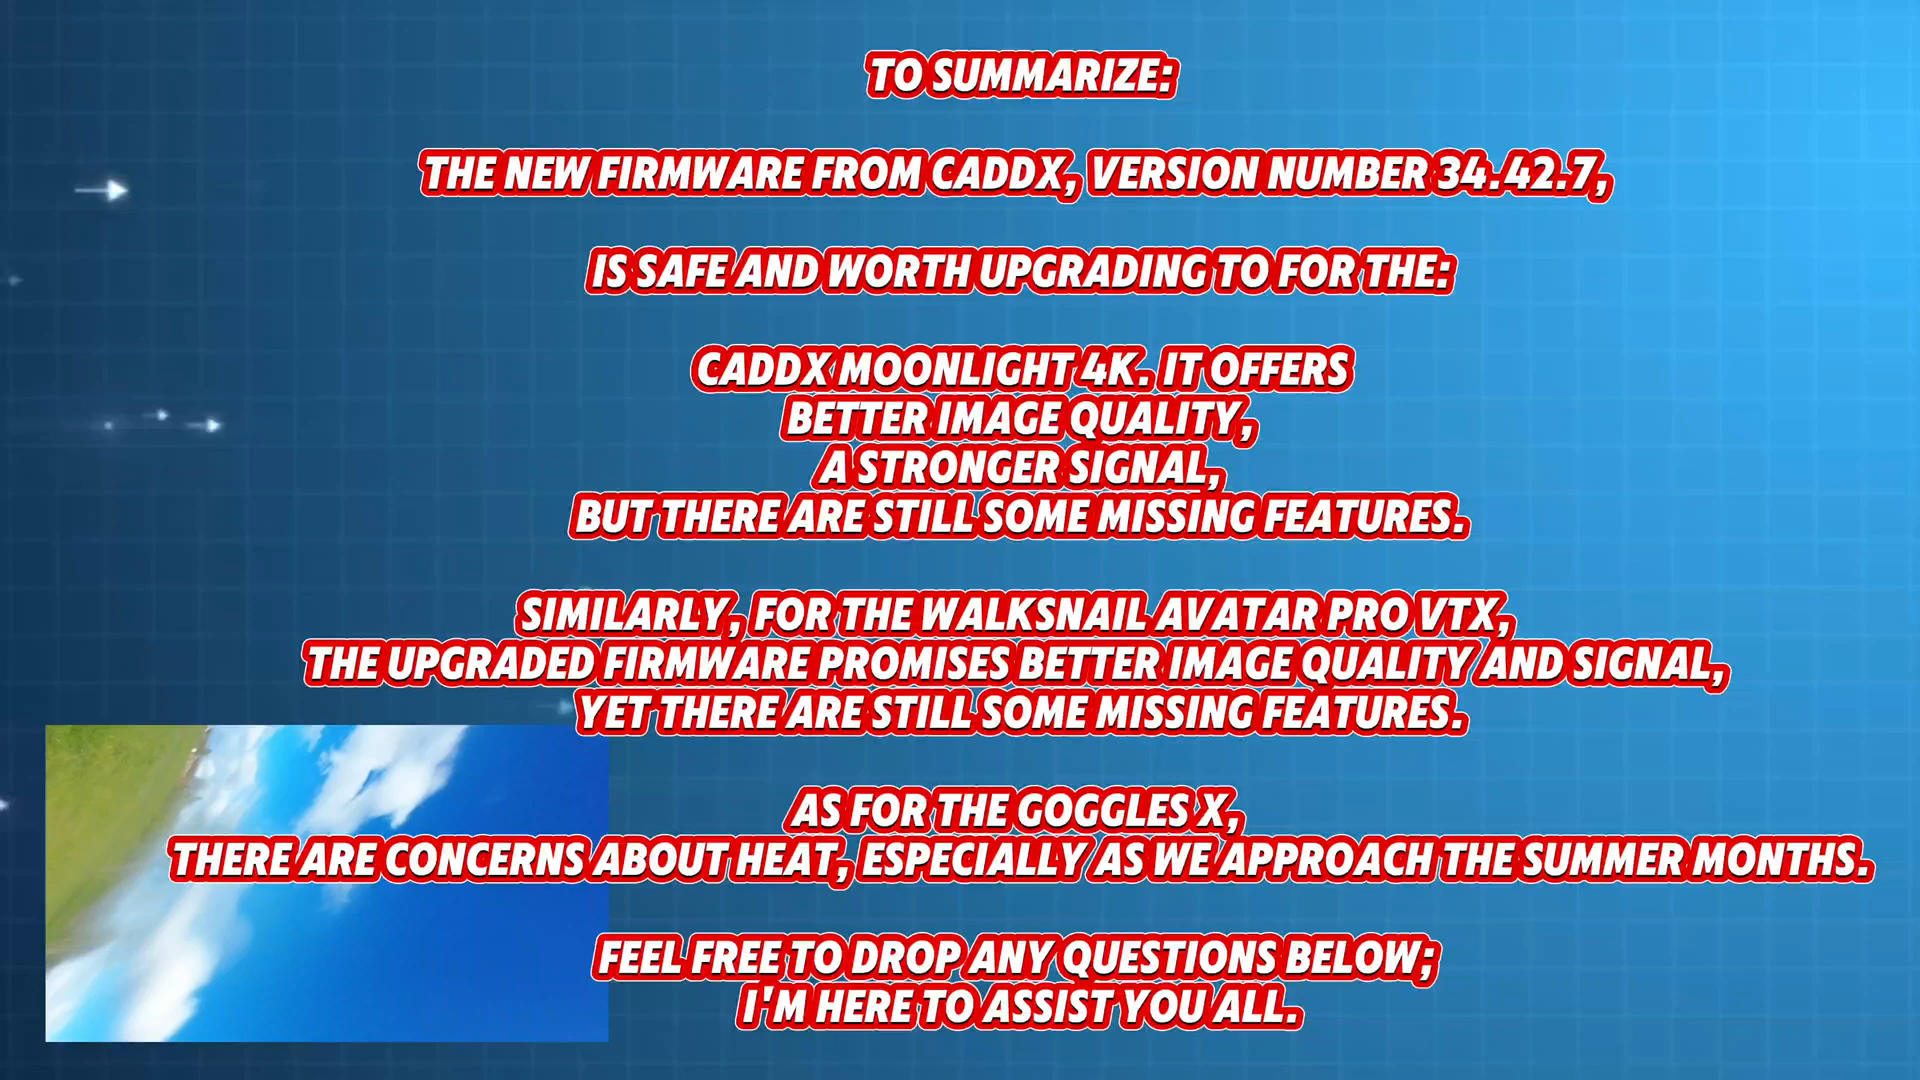 TO SUMMARIZE:
THE NEW FIRMWARE FROM CADDX, VERSION NUMBER 34.42.7,
IS SAFE AND WORTH UPGRADING TO FOR THE:
CADDX MOONLIGHT 4K. IT OFFERS
BETTER IMAGE QUALITY,
A STRONGER SIGNAL,
BUT THERE ARE STILL SOME MISSING FEATURES.
SIMILARLY, FOR THE WALKSNAIL AVATAR PRO VTX,
THE UPGRADED FIRMWARE PROMISES BETTER IMAGE QUALITY AND SIGNAL,
YET THERE ARE STILL SOME MISSING FEATURES.
AS FOR THE GOGGLES X,
THERE ARE CONCERNS ABOUT HEAT, ESPECIALLY AS WE APPROACH THE SUMMER MONTHS.
FEEL FREE TO DROP ANY QUESTIONS BELOW;
I'M HERE TO ASSIST YOU ALL.